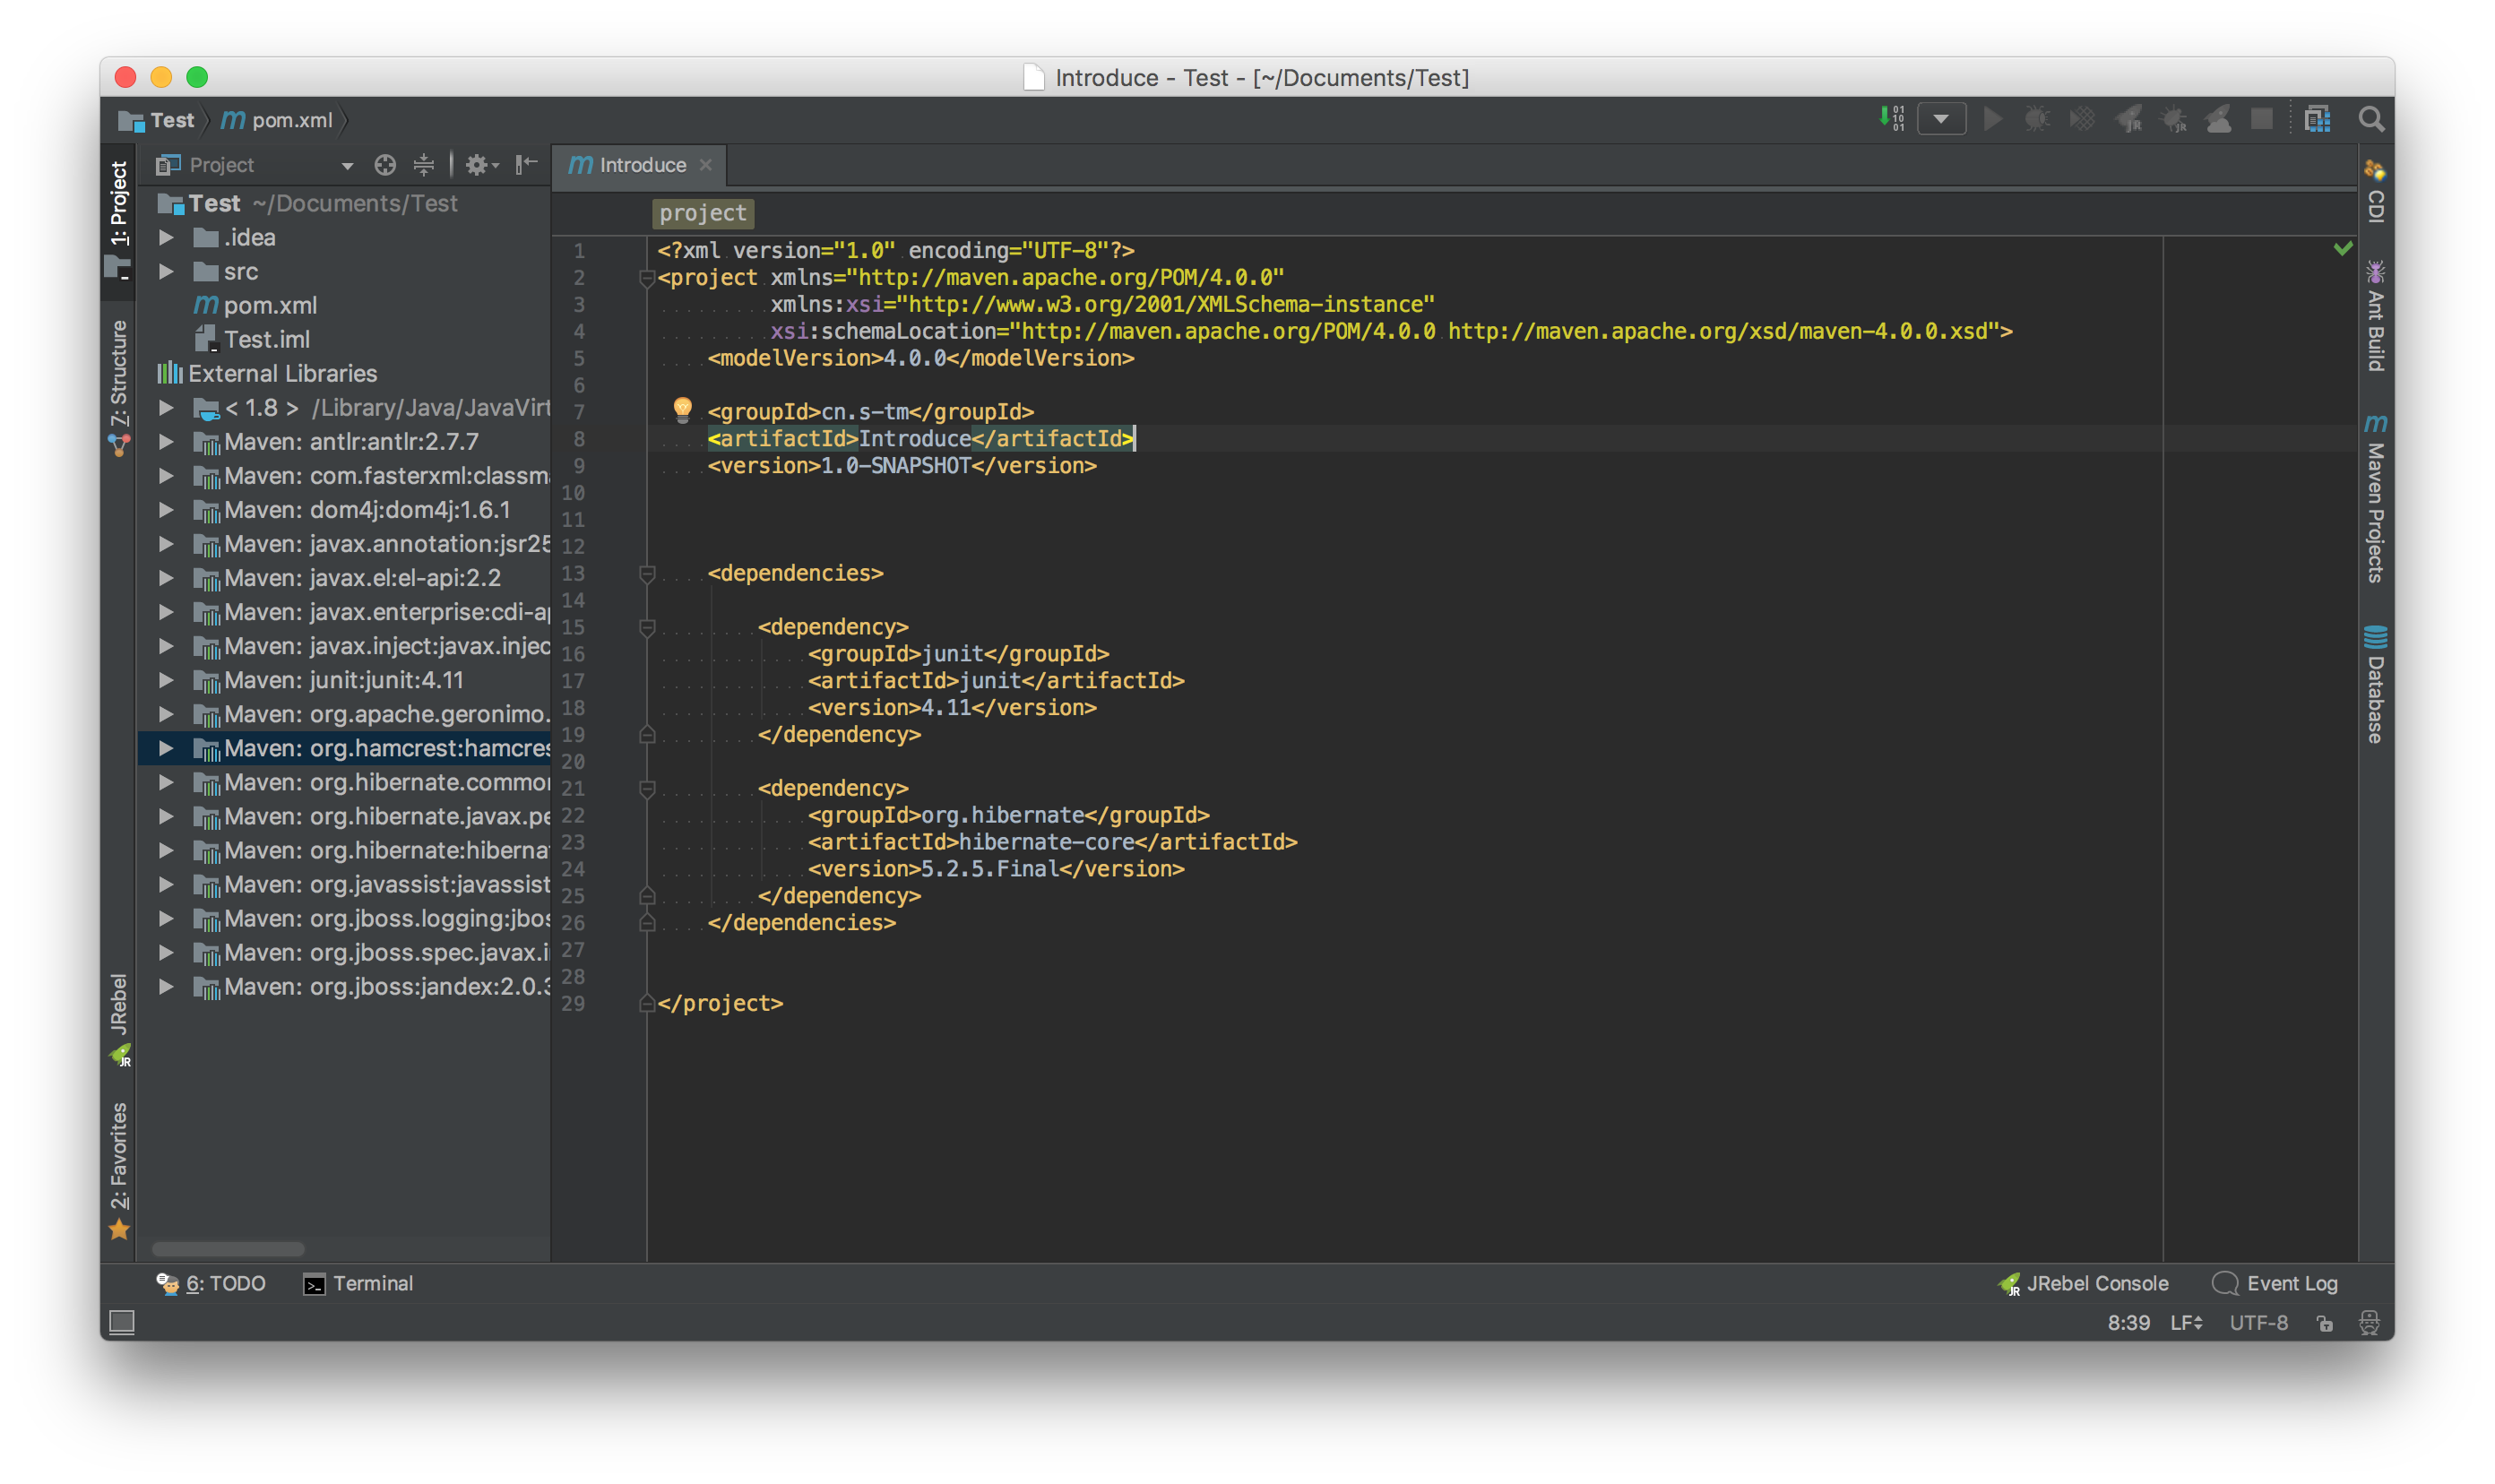 Introduce - Test - [~/Documents/Test]
Test
m pom.xml
Project
m Introduce
1: Project
Z: Structure
JRebel
2: Favorites
Test ~/Documents/Test
.idea
src
m pom.xml
Test.iml
External Libraries
< 1.8 > /Library/Java/JavaVirt
Maven: antlr:antlr:2.7.7
Maven: com.fasterxml:classma
Maven: dom4j:dom4j:1.6.1
Maven: javax.annotation:jsr25
Maven: javax.el:el-api:2.2
Maven: javax.enterprise:cdi-ap
Maven: javax.inject:javax.injec
Maven: junit:junit:4.11
Maven: org.apache.geronimo.
Maven: org.hamcrest:hamcres
Maven: org.hibernate.common
Maven: org.hibernate.javax.pe
Maven: org.hibernate:hibernat
Maven: org.javassist:javassist
Maven: org.jboss.logging:jbos
Maven: org.jboss.spec.javax.i
Maven: org.jboss:jandex:2.0.3
project
1 <?xml version="1.0" encoding="UTF-8"?>
2 <project xmlns="http://maven.apache.org/POM/4.0.0"
3 xmlns:xsi="http://www.w3.org/2001/XMLSchema-instance"
4 xsi:schemaLocation="http://maven.apache.org/POM/4.0.0 http://maven.apache.org/xsd/maven-4.0.0.xsd">
5 <modelVersion>4.0.0</modelVersion>
6
7 <groupId>cn.s-tm</groupId>
8 <artifactId>Introduce</artifactId>
9 <version>1.0-SNAPSHOT</version>
10
11
12
13 <dependencies>
14
15 <dependency>
16 <groupId>junit</groupId>
17 <artifactId>junit</artifactId>
18 <version>4.11</version>
19 </dependency>
20
21 <dependency>
22 <groupId>org.hibernate</groupId>
23 <artifactId>hibernate-core</artifactId>
24 <version>5.2.5.Final</version>
25 </dependency>
26 </dependencies>
27
28
29 </project>
CDI
Ant Build
m Maven Projects
Database
6: TODO
Terminal
JRebel Console
Event Log
8:39 LF UTF-8